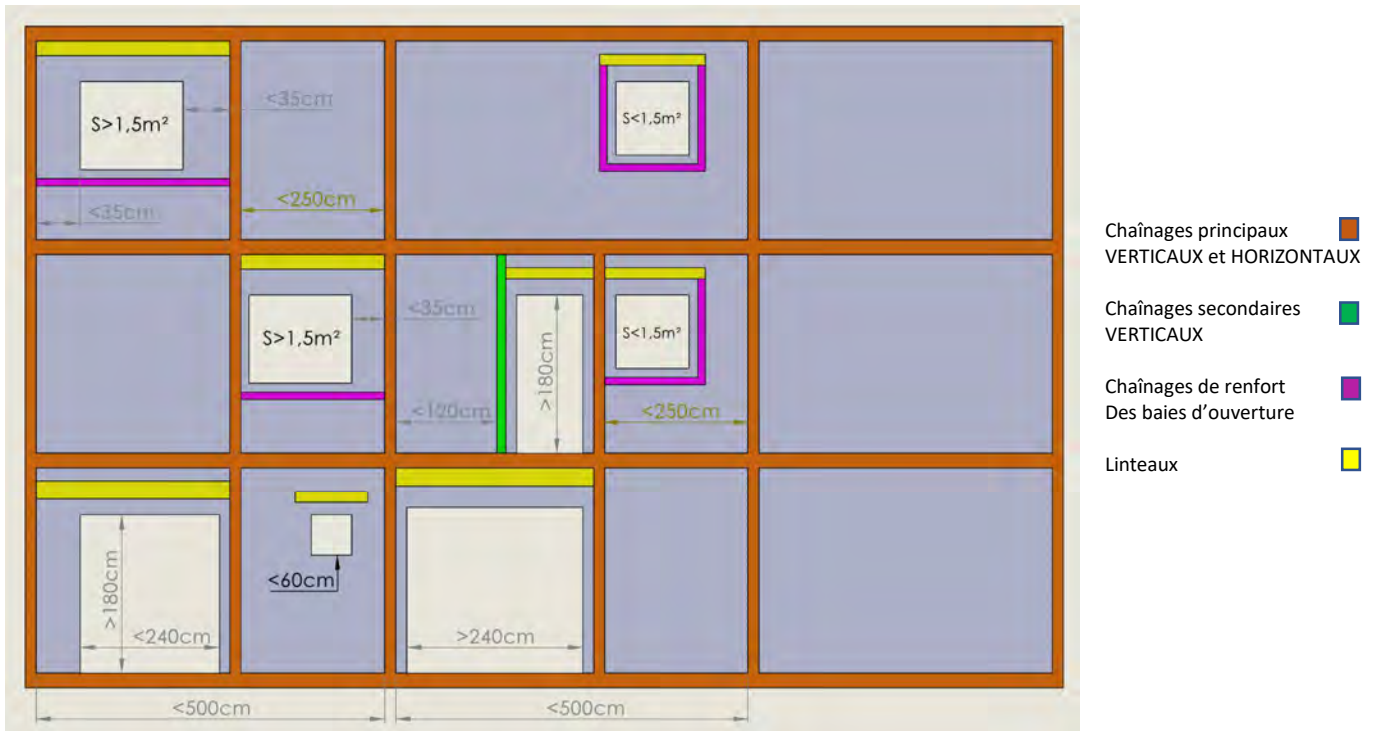 <35cm
S>1,5m²
S<1,5m²
<250cm
<35cm
<35cm
S>1,5m²
S<1,5m²
>180cm
<120cm
<250cm
>180cm
<60cm
<240cm
>240cm
<500cm
<500cm
Chaînages principaux
VERTICAUX et HORIZONTAUX
Chaînages secondaires
VERTICAUX
Chaînages de renfort
Des baies d’ouverture
Linteaux